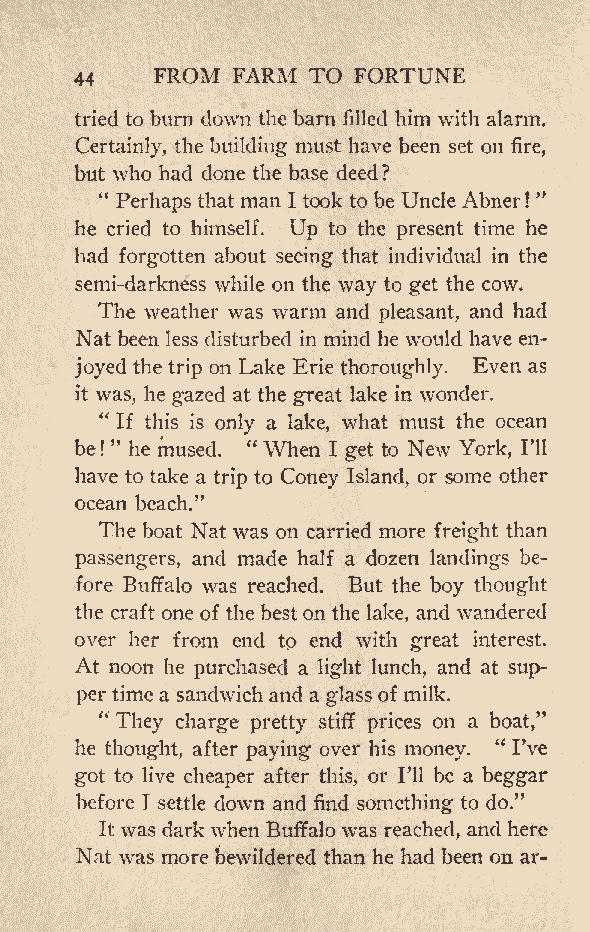 44 FROM FARM TO FORTUNE
tried to burn down the barn filled him with alarm.
Certainly, the building must have been set on fire,
but who had done the base deed?
“ Perhaps that man I took to be Uncle Abner! ”
he cried to himself. Up to the present time he
had forgotten about seeing that individual in the
semi-darkness while on the way to get the cow.
The weather was warm and pleasant, and had
Nat been less disturbed in mind he would have en-
joyed the trip on Lake Erie thoroughly. Even as
it was, he gazed at the great lake in wonder.
“ If this is only a lake, what must the ocean
be! ” he mused. “ When I get to New York, I’ll
have to take a trip to Coney Island, or some other
ocean beach.”
The boat Nat was on carried more freight than
passengers, and made half a dozen landings be-
fore Buffalo was reached. But the boy thought
the craft one of the best on the lake, and wandered
over her from end to end with great interest.
At noon he purchased a light lunch, and at sup-
per time a sandwich and a glass of milk.
“ They charge pretty stiff prices on a boat,”
he thought, after paying over his money. “ I’ve
got to live cheaper after this, or I’ll be a beggar
before I settle down and find something to do.”
It was dark when Buffalo was reached, and here
Nat was more bewildered than he had been on ar-